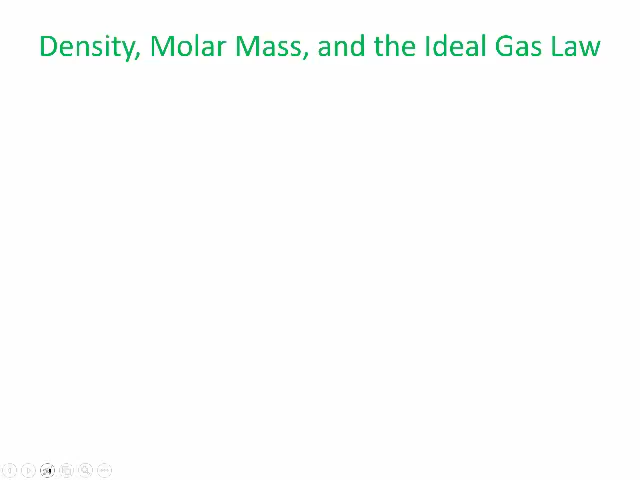 Density, Molar Mass, and the Ideal Gas Law